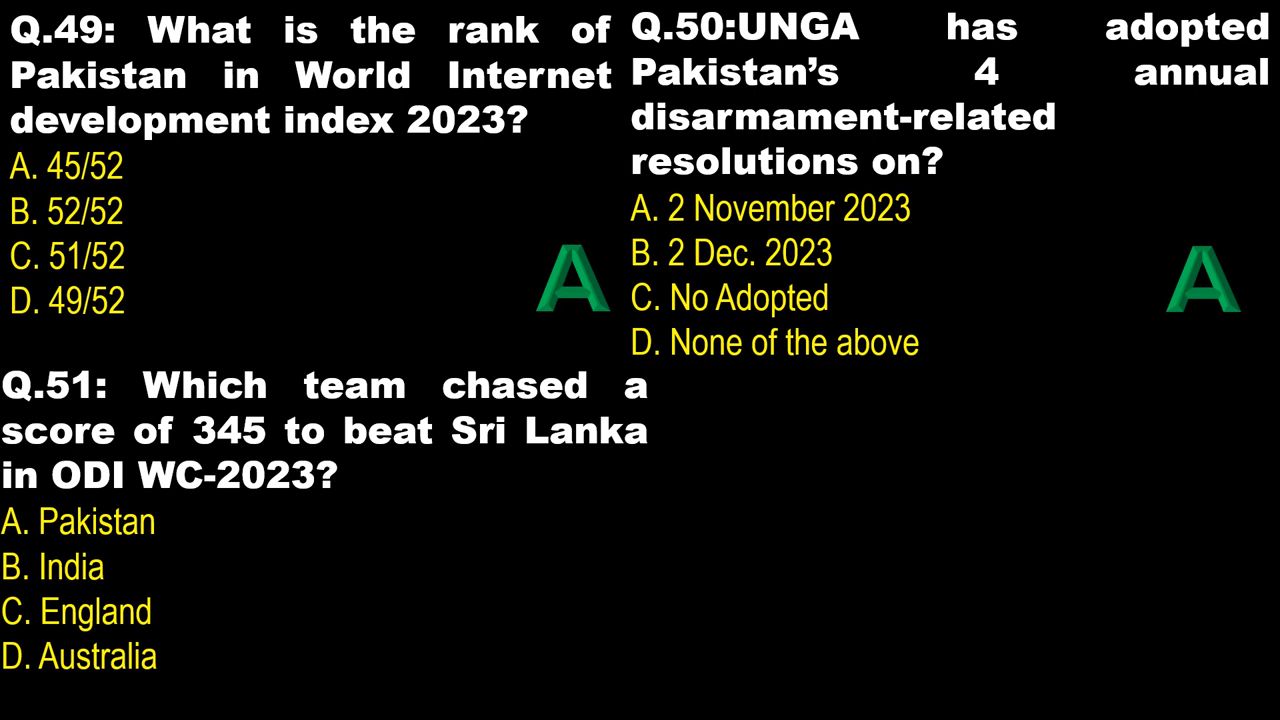 Q.49: What is the rank of
Pakistan in World Internet
development index 2023?
A. 45/52
B. 52/52
C. 51/52
D. 49/52
A
Q.50:UNGA has adopted
Pakistan's 4 annual
disarmament-related
resolutions on?
A. 2 November 2023
B. 2 Dec. 2023
C. No Adopted
D. None of the above
A
Q.51: Which team chased a
score of 345 to beat Sri Lanka
in ODI WC-2023?
A. Pakistan
B. India
C. England
D. Australia